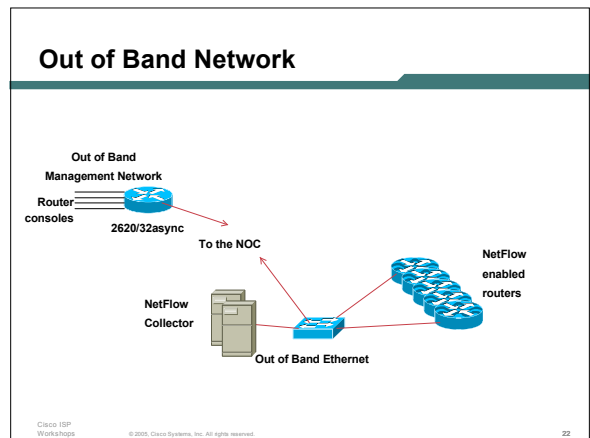 Out of Band Network
Out of Band
Management Network
Router
consoles
2620/32async
To the NOC
NetFlow
enabled
routers
NetFlow
Collector
Out of Band Ethernet
Cisco ISP
Workshops
© 2005, Cisco Systems, Inc. All rights reserved.
22